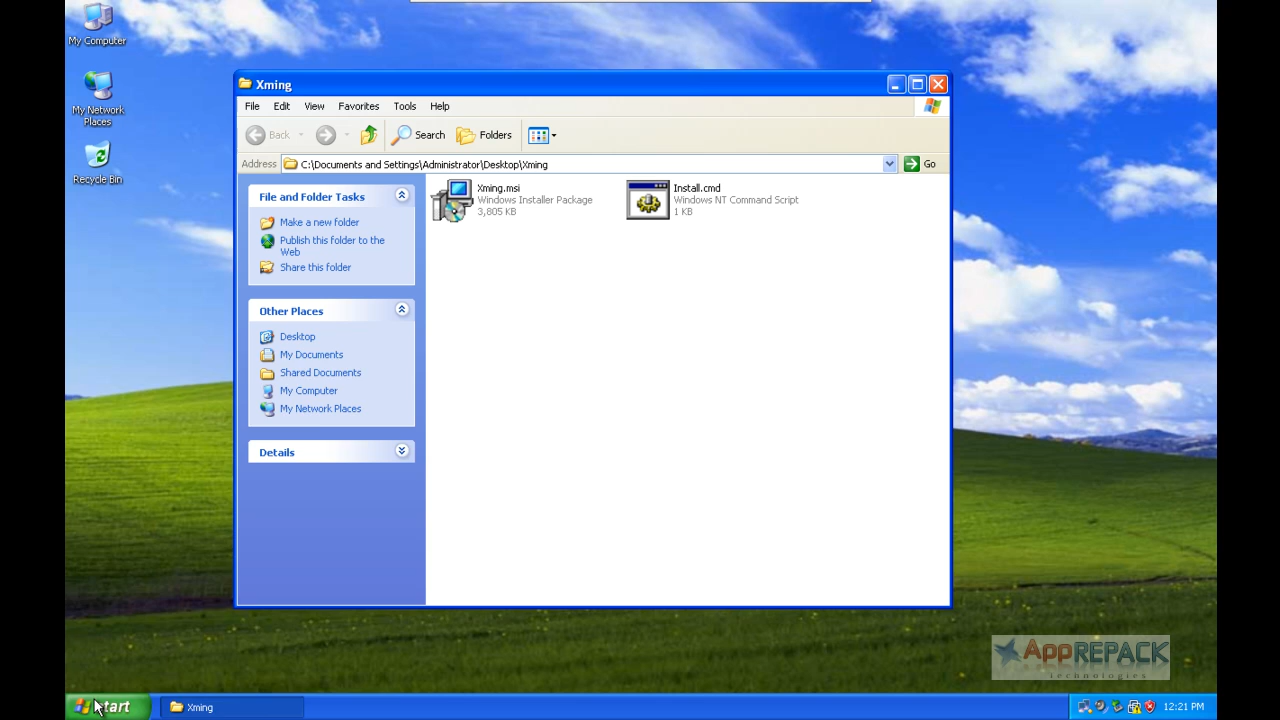 My Computer
My Network
Places
Recycle Bin
Xming
File Edit View Favorites Tools Help
Back Search Folders
Address C:\Documents and Settings\Administrator\Desktop\Xming Go
File and Folder Tasks
Make a new folder
Publish this folder to the
Web
Share this folder
Other Places
Desktop
My Documents
Shared Documents
My Computer
My Network Places
Details
Xming.msi
Windows Installer Package
3,805 KB
Install.cmd
Windows NT Command Script
1 KB
AppREPACK
Technologies
start Xming 12:21 PM